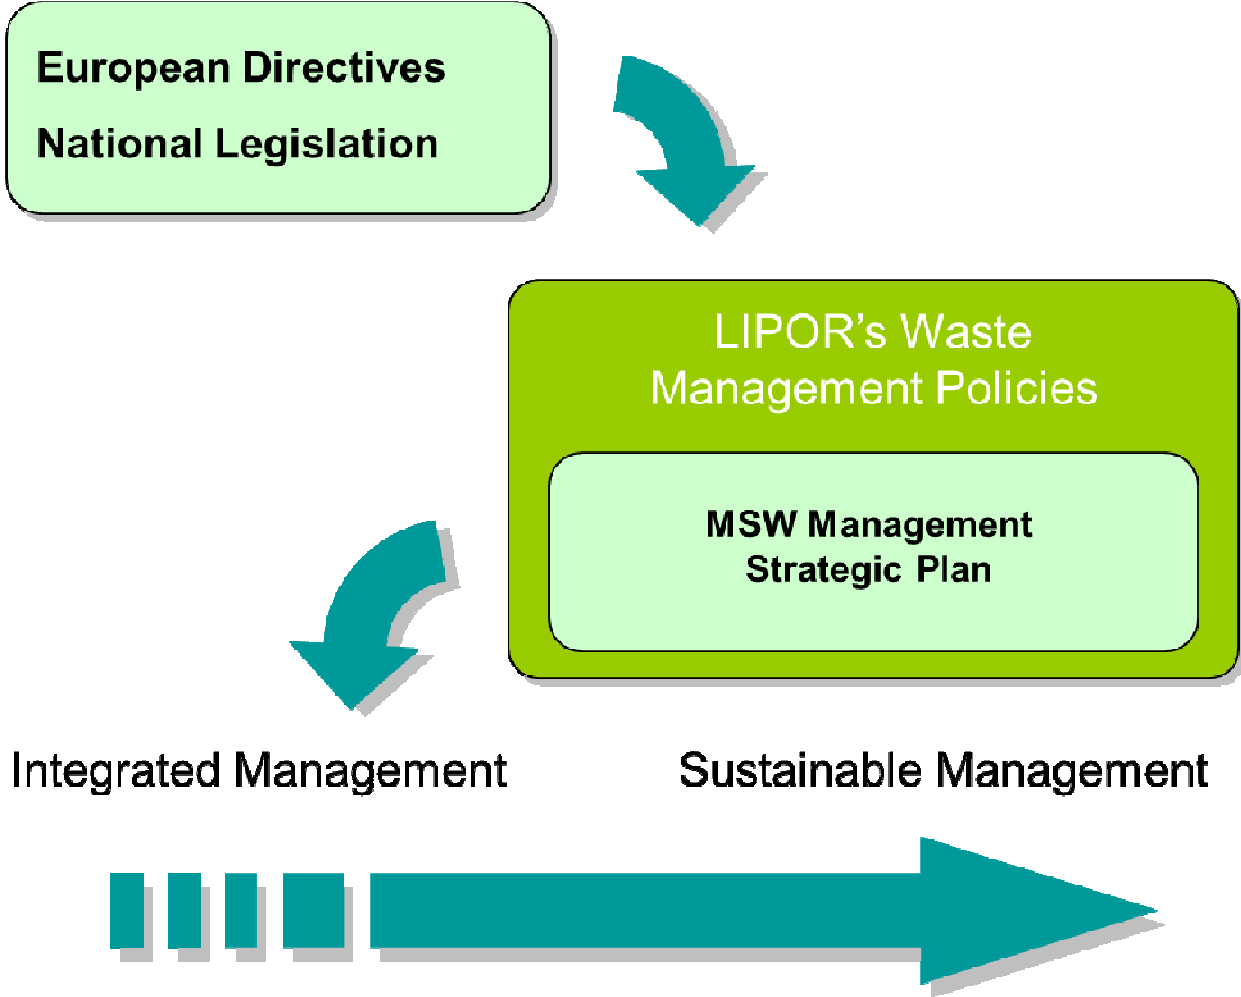 European Directives
National Legislation
LIPOR’s Waste
Management Policies
MSW Management
Strategic Plan
Integrated Management
Sustainable Management